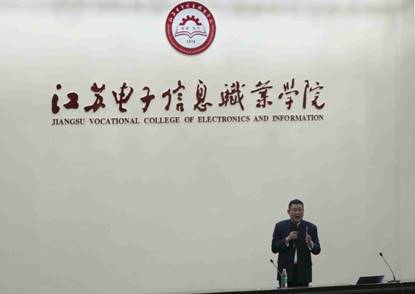 江苏电子信息职业学院
JIANGSU VOCATIONAL COLLEGE OF ELECTRONICS AND INFORMATION